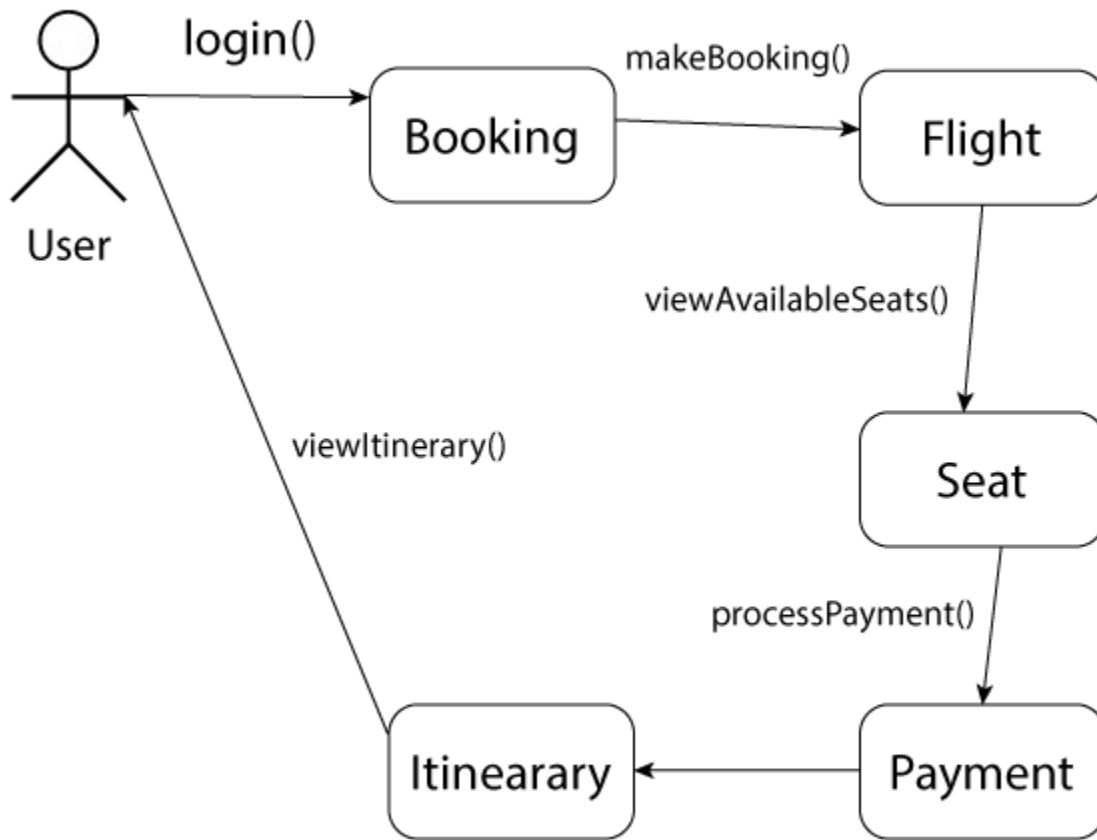 login()
makeBooking()
Booking
Flight
User
viewAvailableSeats()
viewItinerary()
Seat
processPayment()
Itinearary
Payment